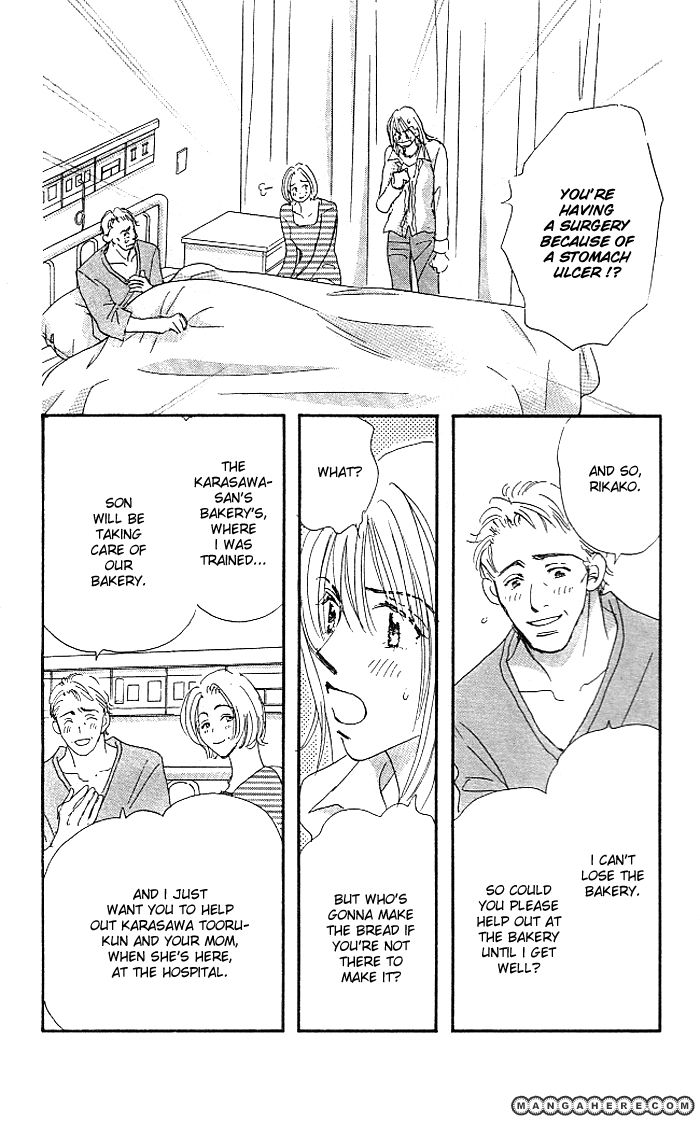 YOU'RE
HAVING
A SURGERY
BECAUSE OF
A STOMACH
ULCER!?
AND SO,
RIKAKO.
I CAN'T
LOSE THE
BAKERY.
SO COULD
YOU PLEASE
HELP OUT AT
THE BAKERY
UNTIL I GET
WELL?
WHAT?
BUT WHO'S
GONNA MAKE
THE BREAD IF
YOU'RE NOT
THERE TO
MAKE IT?
THE
KARASAWA-
SAN'S
BAKERY'S,
WHERE
I WAS
TRAINED...
SON
WILL BE
TAKING
CARE OF
OUR
BAKERY.
AND I JUST
WANT YOU TO HELP
OUT KARASAWA TOORU-
KUN AND YOUR MOM,
WHEN SHE'S HERE,
AT THE HOSPITAL.
MANGAHERE.COM